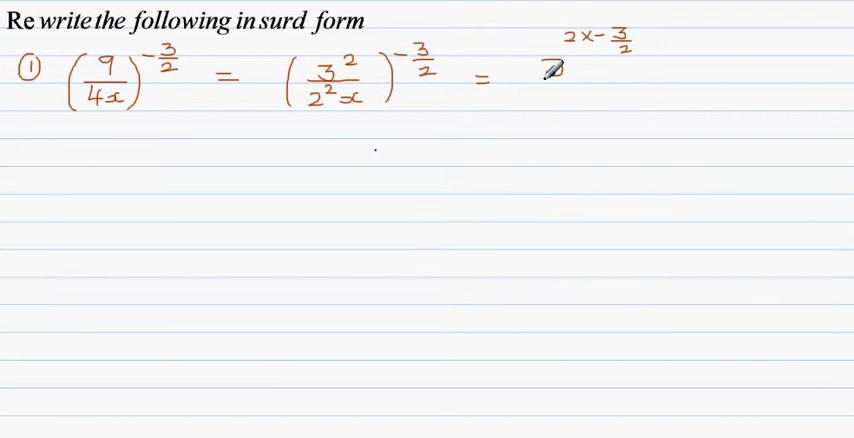 Re write the following in surd form
① (9/4x)^{-3/2} = (3²/2²x)^{-3/2} = 3^{2×-3/2}